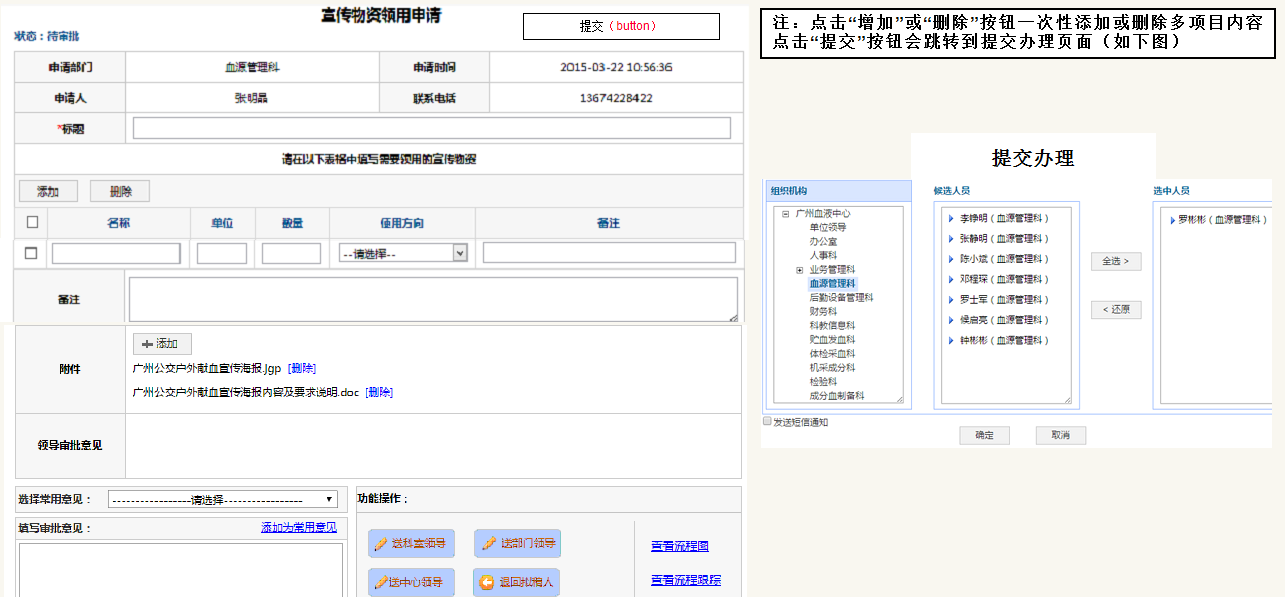 宣传物资领用申请
提交（button）
状态：待审批
申请部门 血源管理科 申请时间 2015-03-22 10:56:36
申请人 张明晶 联系电话 13674228422
*标题
请在以下表格中填写需要领用的宣传物资
添加 删除
名称 单位 数量 使用方向 备注
--请选择--
备注
附件
添加
广州公交户外献血宣传海报.jgp [删除]
广州公交户外献血宣传海报内容及要求说明.doc [删除]
领导审批意见
选择常用意见： -----------------请选择-----------------
填写审批意见： 添加为常用意见
功能操作：
送科室领导 送部门领导 查看流程图
送中心领导 退回拟稿人 查看流程跟踪
注：点击“增加”或“删除”按钮一次性添加或删除多项目内容
点击“提交”按钮会跳转到提交办理页面（如下图）
提交办理
组织机构
广州血液中心
单位领导
办公室
人事科
业务管理科
血源管理科
后勤设备管理科
财务科
科教信息科
贮血发血科
体检采血科
机采成分科
检验科
成分血制备科
候选人员
李铮明（血源管理科）
张静明（血源管理科）
陈小斌（血源管理科）
邓程琛（血源管理科）
罗士军（血源管理科）
候启亮（血源管理科）
钟彬彬（血源管理科）
全选 >
< 还原
选中人员
罗彬彬（血源管理科）
发送短信通知
确定 取消